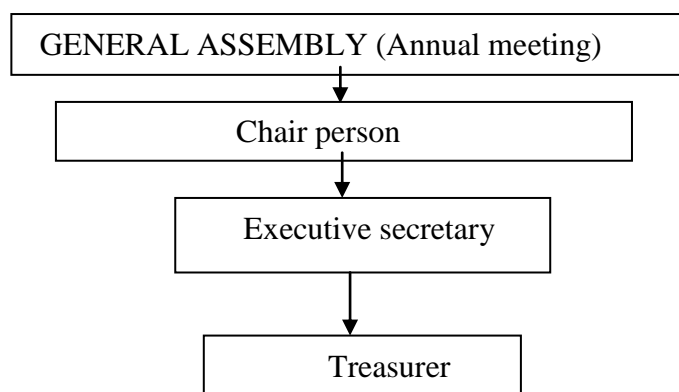 GENERAL ASSEMBLY (Annual meeting)
Chair person
Executive secretary
Treasurer